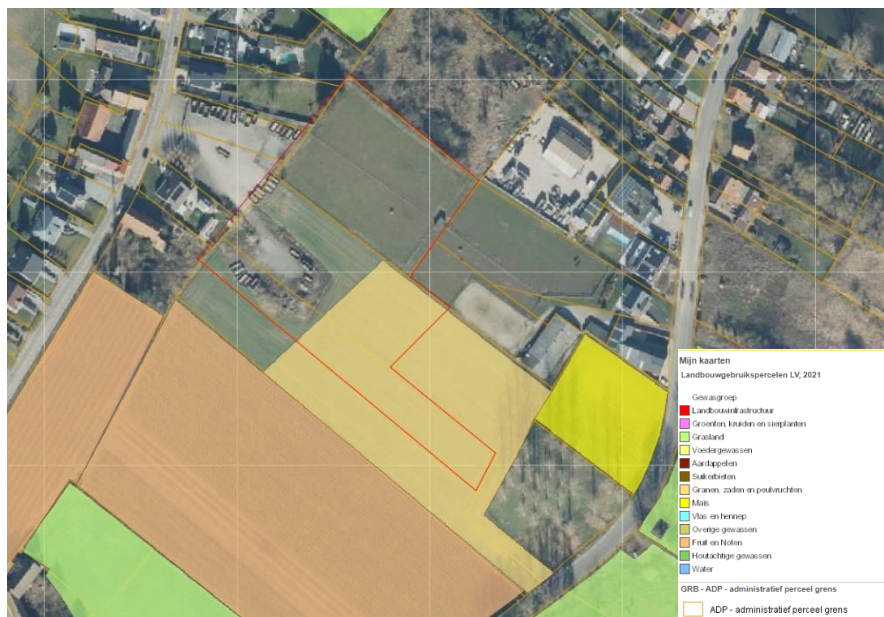 Mijn kaarten
Landbouwgebruikspercelen LV, 2021
Gewasgroep
Landbouwinfrastructuur
Groenten, kruiden en sierplanten
Grasland
Voedergewassen
Aardappelen
Suikerbieten
Granen, zaden en peulvruchten
Maïs
Vlas en hennep
Overige gewassen
Fruit en Noten
Houtachtige gewassen
Water
GRB - ADP - administratief perceel grens
ADP - administratief perceel grens